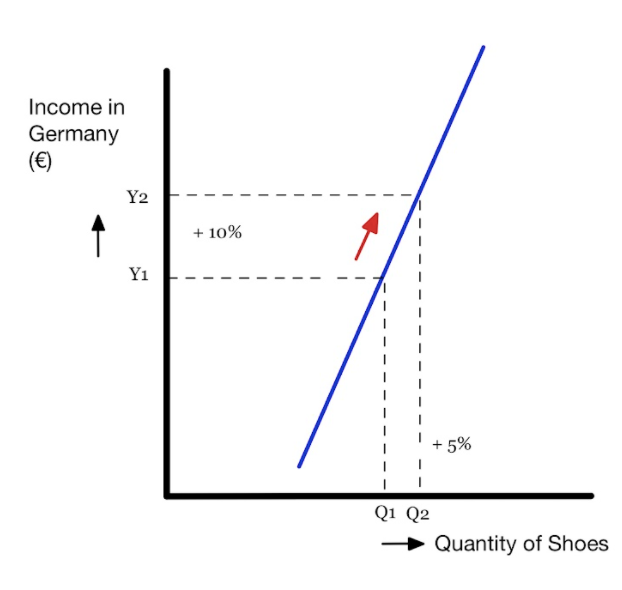 Income in
Germany
(€)
Y2
+ 10%
Y1
+ 5%
Q1 Q2
Quantity of Shoes